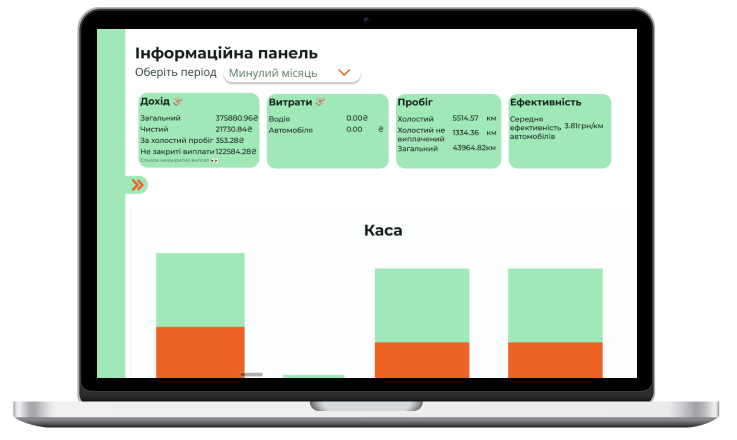 Інформаційна панель
Оберіть період Минулий місяць
Дохід
Загальний 375880.96₴
Чистий 21730.84₴
За холостий пробіг 353.28₴
Не закриті виплати 122584.28₴
Список незакритих виплат
Витрати
Водія 0.00₴
Автомобіля 0.00 ₴
Пробіг
Холостий 5514.57 км
Холостий не 1334.36 км
виплачений
Загальний 43964.82км
Ефективність
Середня
ефективність 3.81грн/км
автомобілів
Каса